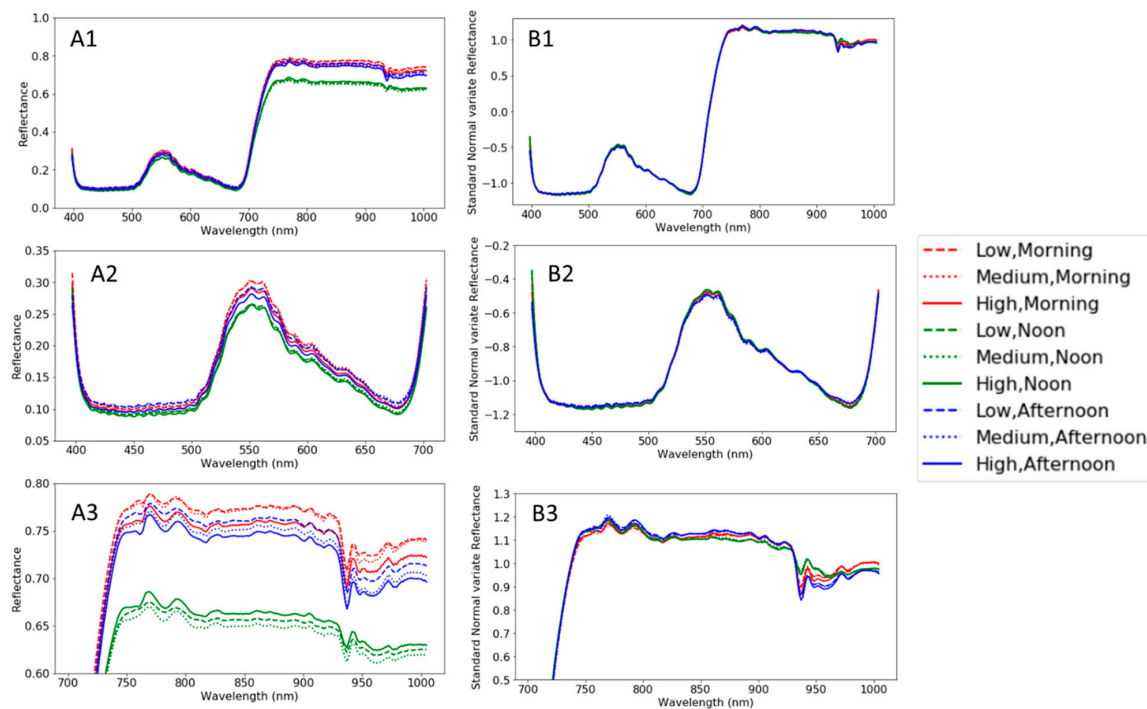 A1
Reflectance
1.0
0.8
0.6
0.4
0.2
0.0
400 500 600 700 800 900 1000
Wavelength (nm)
B1
Standard Normal variate Reflectance
1.0
0.5
0.0
−0.5
−1.0
400 500 600 700 800 900 1000
Wavelength (nm)
A2
Reflectance
0.35
0.30
0.25
0.20
0.15
0.10
0.05
400 450 500 550 600 650 700
Wavelength (nm)
B2
Standard Normal variate Reflectance
−0.2
−0.4
−0.6
−0.8
−1.0
−1.2
400 450 500 550 600 650 700
Wavelength (nm)
A3
Reflectance
0.80
0.75
0.70
0.65
0.60
700 750 800 850 900 950 1000
Wavelength (nm)
B3
Standard Normal variate Reflectance
1.3
1.2
1.1
1.0
0.9
0.8
0.7
0.6
0.5
700 750 800 850 900 950 1000
Wavelength (nm)
Low,Morning
Medium,Morning
High,Morning
Low,Noon
Medium,Noon
High,Noon
Low,Afternoon
Medium,Afternoon
High,Afternoon